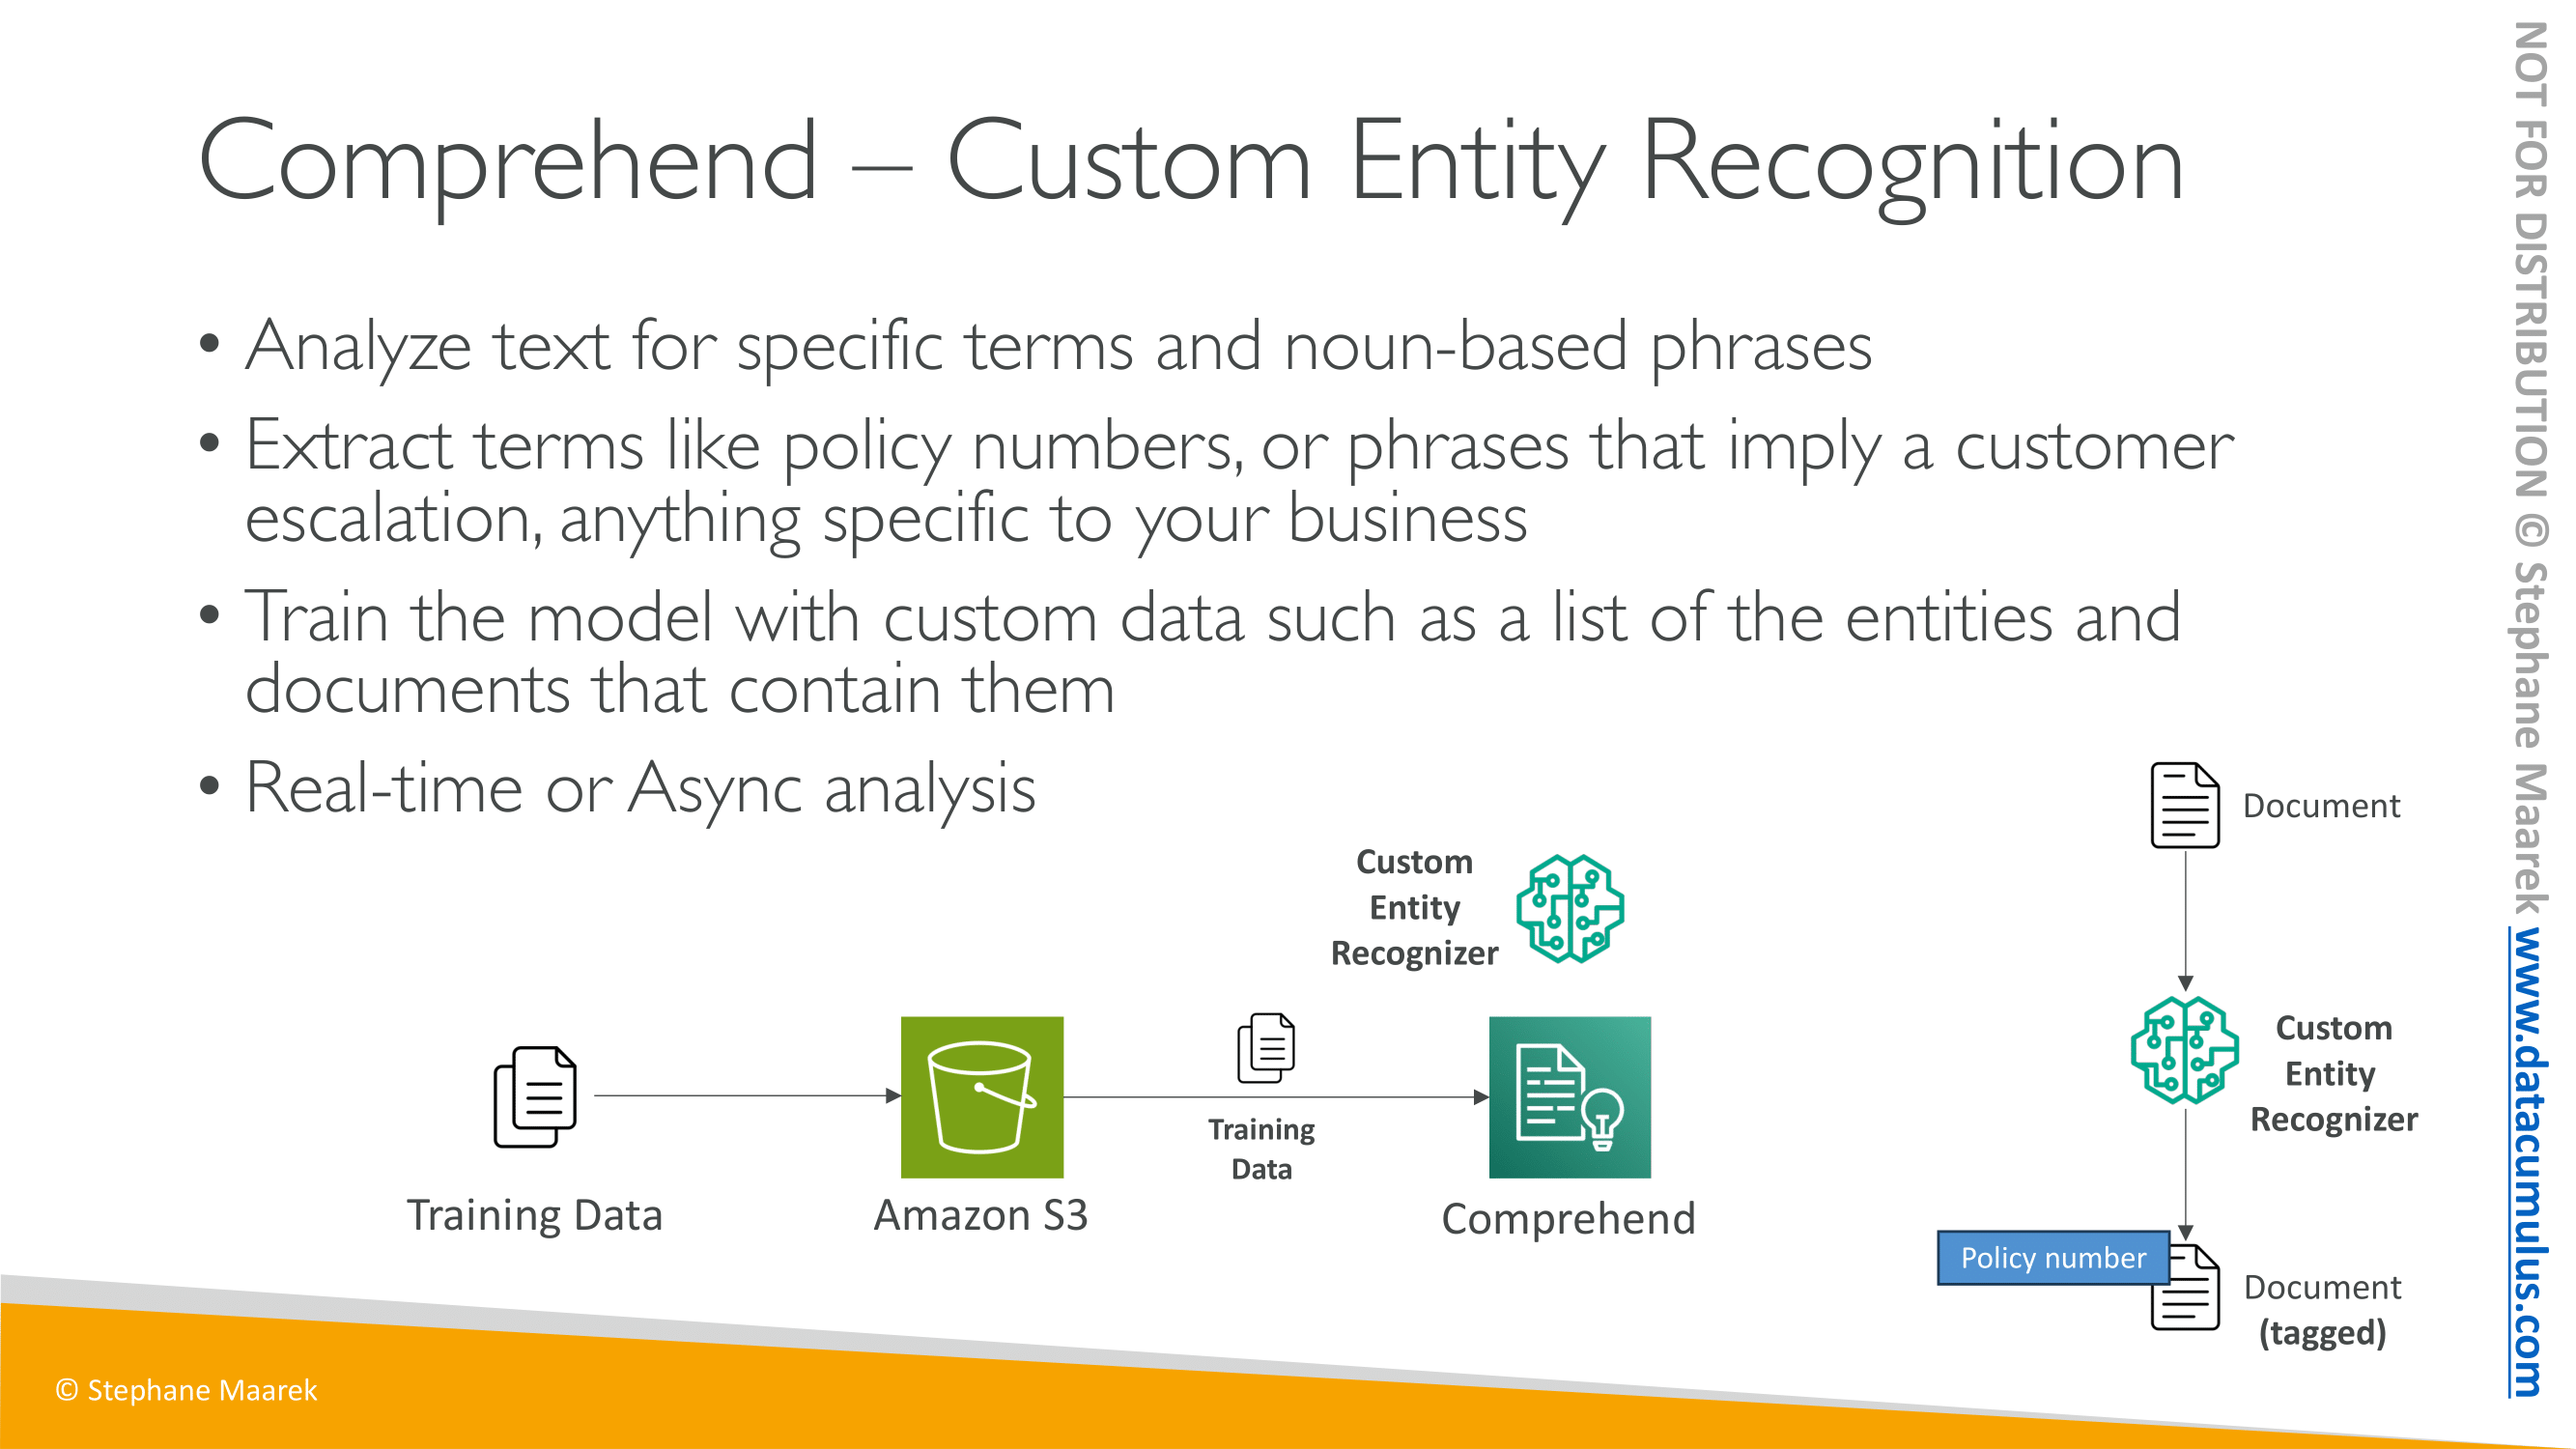 Comprehend – Custom Entity Recognition
• Analyze text for specific terms and noun-based phrases
• Extract terms like policy numbers, or phrases that imply a customer
escalation, anything specific to your business
• Train the model with custom data such as a list of the entities and
documents that contain them
• Real-time or Async analysis
Custom
Entity
Recognizer
Training
Data
Training Data
Amazon S3
Comprehend
Document
Custom
Entity
Recognizer
Policy number
Document
(tagged)
© Stephane Maarek
NOT FOR DISTRIBUTION © Stephane Maarek www.datacumulus.com